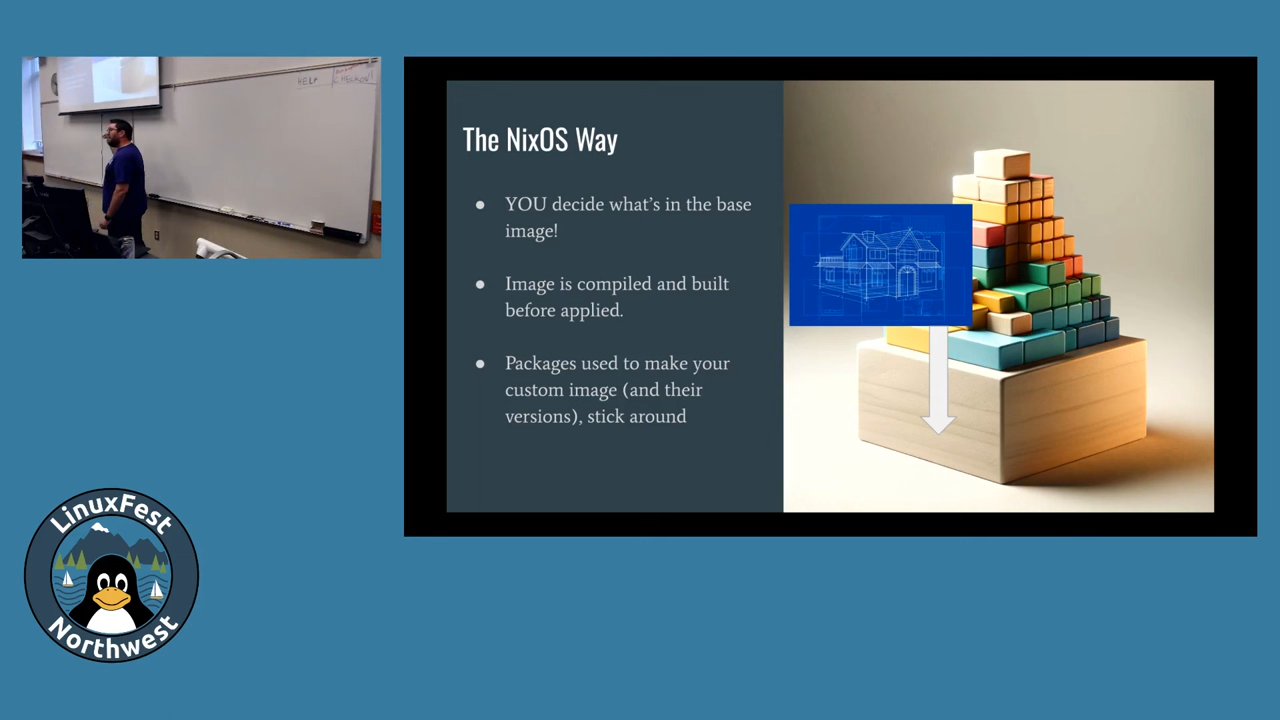 HELP
The NixOS Way
● YOU decide what's in the base
image!
● Image is compiled and built
before applied.
● Packages used to make your
custom image (and their
versions), stick around
LinuxFest
Northwest